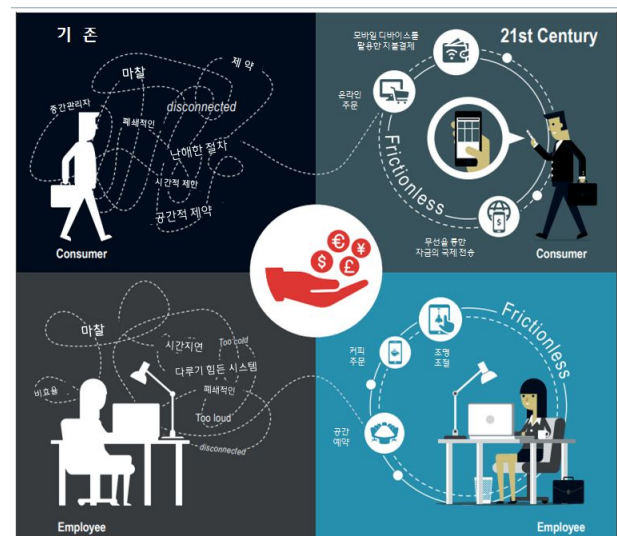 기 존
마찰
제 약
중간관리자
disconnected
폐쇄적인
난해한 절차
시간적 제한
공간적 제약
Consumer
21st Century
모바일 디바이스를
활용한 지불결제
온라인
주문
Frictionless
무선을 통한
자금의 국제 전송
Consumer
€
¥
$
£
마찰
시간지연
Too cold
다루기 힘든 시스템
비효율
폐쇄적인
Too loud
disconnected
Employee
Frictionless
커피
주문
조명
조절
공간
예약
Employee